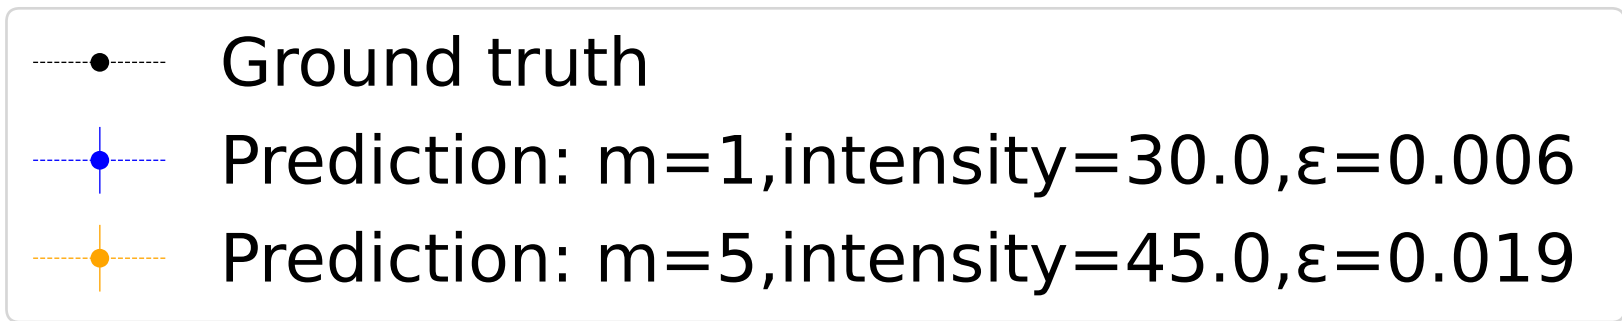 Ground truth
Prediction: m=1,intensity=30.0,ε=0.006
Prediction: m=5,intensity=45.0,ε=0.019